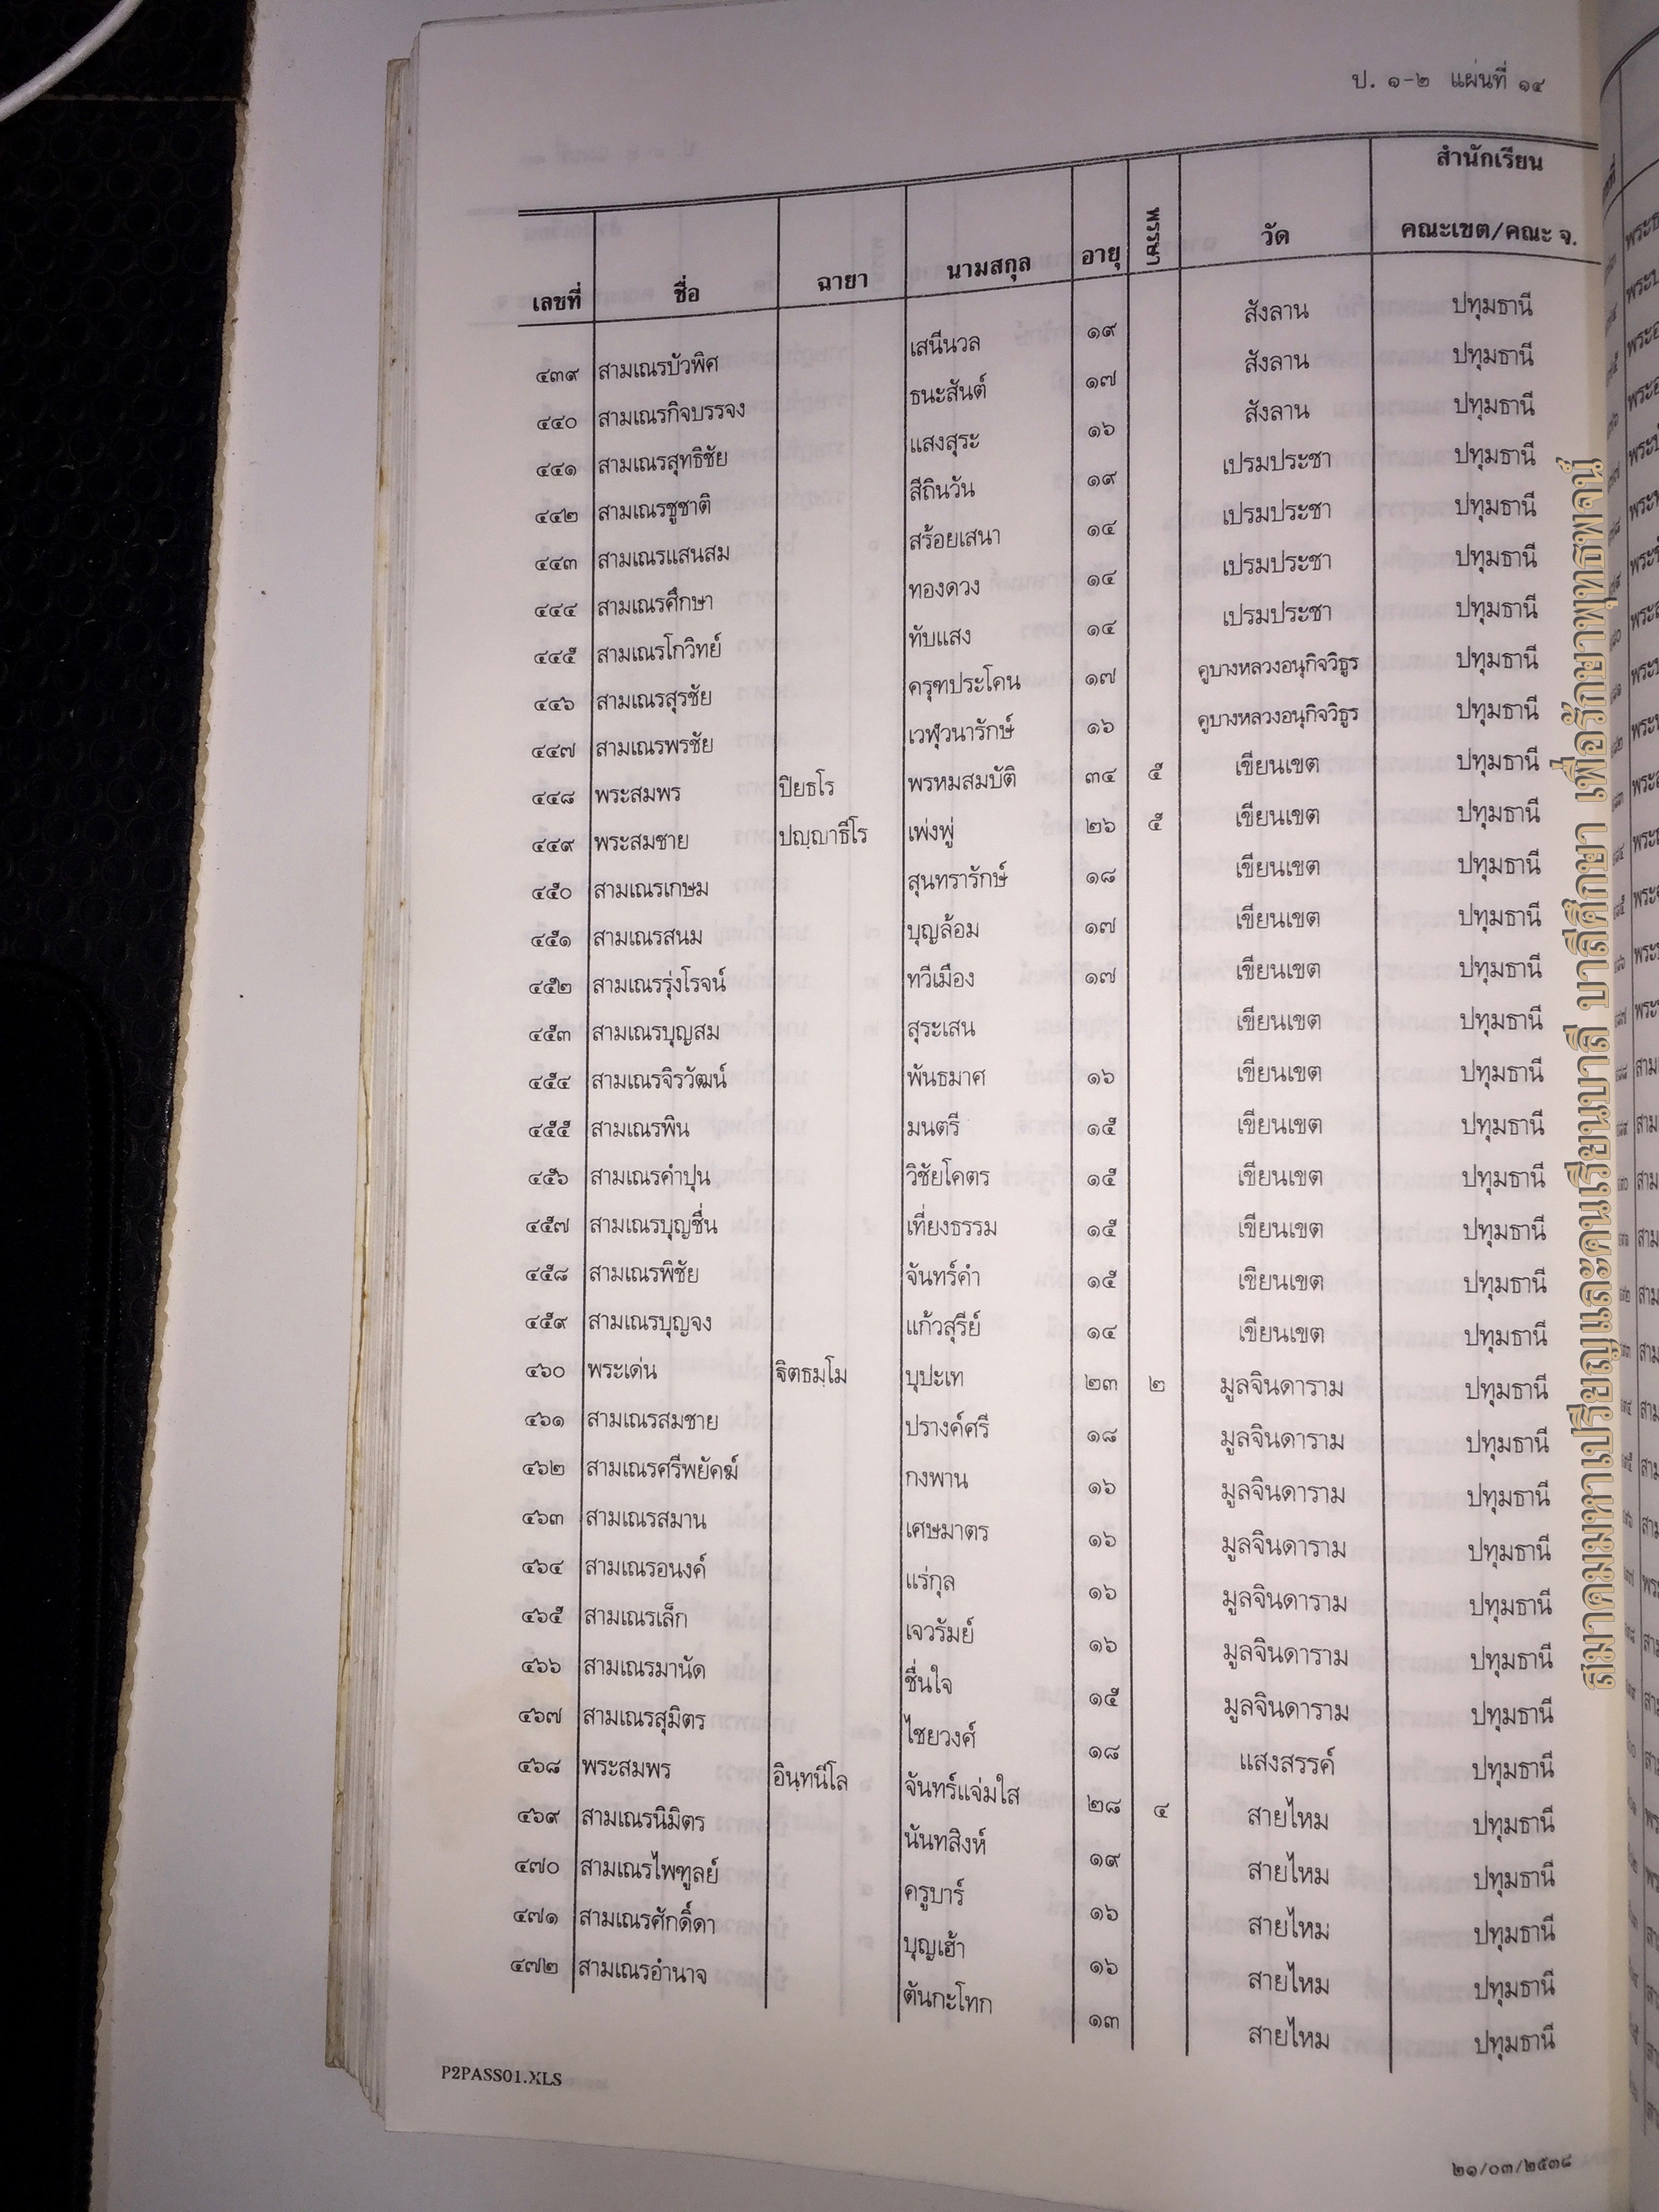 ป. ๑-๒ แผ่นที่ ๑๔
สำนักเรียน
เลขที่ ชื่อ ฉายา นามสกุล อายุ พรรษา วัด คณะเขต/คณะ จ.
๔๓๙ สามเณรบัวพิศ เสนีนวล ๑๙ สังลาน ปทุมธานี
๔๔๐ สามเณรกิจบรรจง ธนะสันต์ ๑๗ สังลาน ปทุมธานี
๔๔๑ สามเณรสุทธิชัย แสงสุระ ๑๖ สังลาน ปทุมธานี
๔๔๒ สามเณรชูชาติ สีถินวัน ๑๙ เปรมประชา ปทุมธานี
๔๔๓ สามเณรแสนสม สร้อยเสนา ๑๔ เปรมประชา ปทุมธานี
๔๔๔ สามเณรศึกษา ทองดวง ๑๔ เปรมประชา ปทุมธานี
๔๔๕ สามเณรโกวิทย์ ทับแสง ๑๔ เปรมประชา ปทุมธานี
๔๔๖ สามเณรสุรชัย ครุฑประโคน ๑๗ คูบางหลวงอนุกิจวิธูร ปทุมธานี
๔๔๗ สามเณรพรชัย เวฬุวนารักษ์ ๑๖ คูบางหลวงอนุกิจวิธูร ปทุมธานี
๔๔๘ พระสมพร ปิยธโร พรหมสมบัติ ๓๔ ๕ เขียนเขต ปทุมธานี
๔๔๙ พระสมชาย ปญฺญาธีโร เพ่งพู่ ๒๖ ๕ เขียนเขต ปทุมธานี
๔๕๐ สามเณรเกษม สุนทรารักษ์ ๑๘ เขียนเขต ปทุมธานี
๔๕๑ สามเณรสนม บุญล้อม ๑๗ เขียนเขต ปทุมธานี
๔๕๒ สามเณรรุ่งโรจน์ ทวีเมือง ๑๗ เขียนเขต ปทุมธานี
๔๕๓ สามเณรบุญสม สุระเสน เขียนเขต ปทุมธานี
๔๕๔ สามเณรจิรวัฒน์ พันธมาศ ๑๖ เขียนเขต ปทุมธานี
๔๕๕ สามเณรพิน มนตรี ๑๕ เขียนเขต ปทุมธานี
๔๕๖ สามเณรคำปุน วิชัยโคตร ๑๕ เขียนเขต ปทุมธานี
๔๕๗ สามเณรบุญชื่น เที่ยงธรรม ๑๕ เขียนเขต ปทุมธานี
๔๕๘ สามเณรพิชัย จันทร์คำ ๑๕ เขียนเขต ปทุมธานี
๔๕๙ สามเณรบุญจง แก้วสุรีย์ ๑๔ เขียนเขต ปทุมธานี
๔๖๐ พระเด่น ฐิตธมฺโม บุปะเท ๒๓ ๒ มูลจินดาราม ปทุมธานี
๔๖๑ สามเณรสมชาย ปรางค์ศรี ๑๘ มูลจินดาราม ปทุมธานี
๔๖๒ สามเณรศรีพยัคฆ์ กงพาน ๑๖ มูลจินดาราม ปทุมธานี
๔๖๓ สามเณรสมาน เศษมาตร ๑๖ มูลจินดาราม ปทุมธานี
๔๖๔ สามเณรอนงค์ แร่กุล ๑๖ มูลจินดาราม ปทุมธานี
๔๖๕ สามเณรเล็ก เจวรัมย์ ๑๖ มูลจินดาราม ปทุมธานี
๔๖๖ สามเณรมานัด ชื่นใจ ๑๕ มูลจินดาราม ปทุมธานี
๔๖๗ สามเณรสุมิตร ไชยวงศ์ ๑๘ แสงสรรค์ ปทุมธานี
๔๖๘ พระสมพร อินฺทนีโล จันทร์แจ่มใส ๒๘ ๔ สายไหม ปทุมธานี
๔๖๙ สามเณรนิมิตร นันทสิงห์ ๑๙ สายไหม ปทุมธานี
๔๗๐ สามเณรไพฑูลย์ ครูบาร์ ๑๖ สายไหม ปทุมธานี
๔๗๑ สามเณรศักดิ์ดา บุญเฮ้า ๑๖ สายไหม ปทุมธานี
๔๗๒ สามเณรอำนาจ ตันกะโทก ๑๓ สายไหม ปทุมธานี
P2PASS01.XLS
๒๑/๐๓/๒๕๓๘
สมาคมมหาเปรียญและคนเรียนบาลี บาลีศึกษา เพื่อรักษาพุทธพจน์